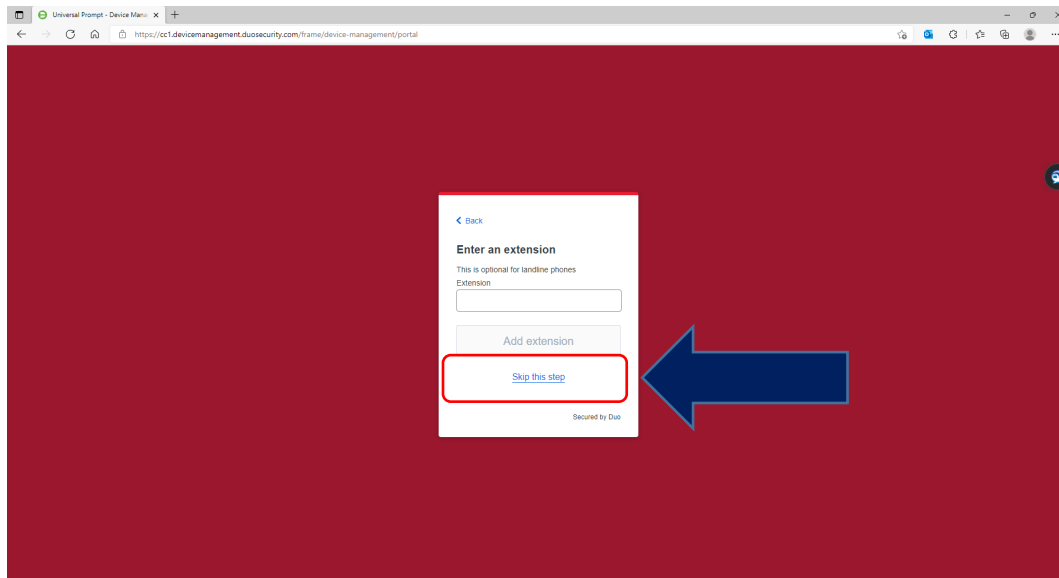 Universal Prompt - Device Mana
https://cc1.devicemanagement.duosecurity.com/frame/device-management/portal
Back
Enter an extension
This is optional for landline phones
Extension
Add extension
Skip this step
Secured by Duo